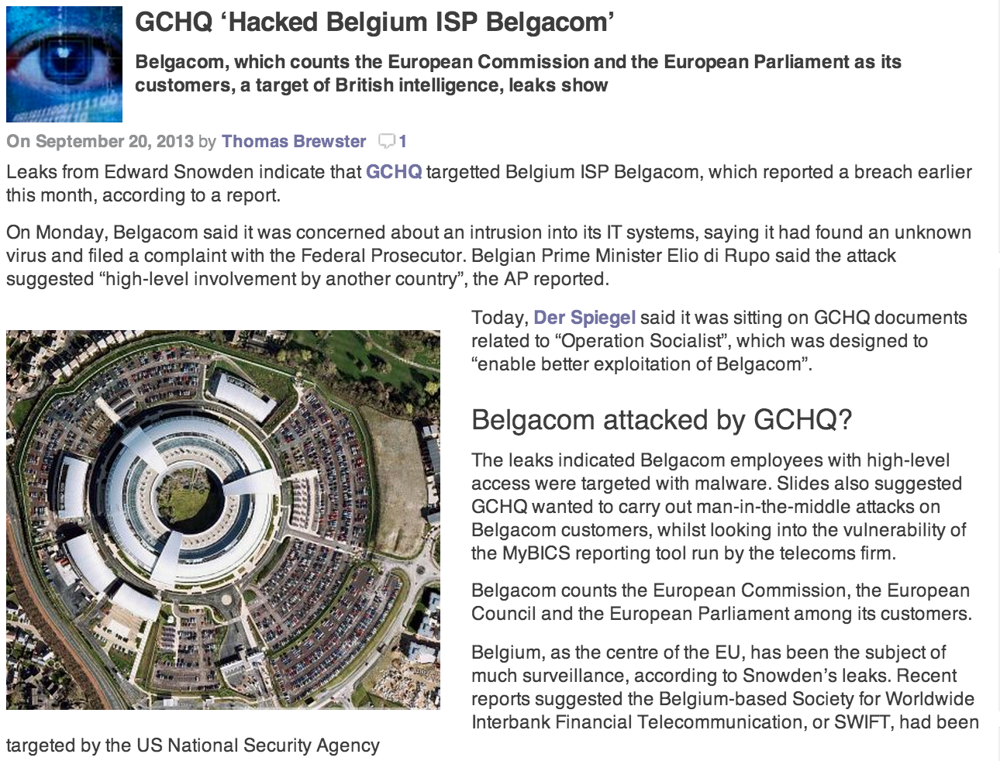 GCHQ ‘Hacked Belgium ISP Belgacom’
Belgacom, which counts the European Commission and the European Parliament as its
customers, a target of British intelligence, leaks show
On September 20, 2013 by Thomas Brewster 1
Leaks from Edward Snowden indicate that GCHQ targetted Belgium ISP Belgacom, which reported a breach earlier
this month, according to a report.
On Monday, Belgacom said it was concerned about an intrusion into its IT systems, saying it had found an unknown
virus and filed a complaint with the Federal Prosecutor. Belgian Prime Minister Elio di Rupo said the attack
suggested “high-level involvement by another country”, the AP reported.
Today, Der Spiegel said it was sitting on GCHQ documents
related to “Operation Socialist”, which was designed to
“enable better exploitation of Belgacom”.
Belgacom attacked by GCHQ?
The leaks indicated Belgacom employees with high-level
access were targeted with malware. Slides also suggested
GCHQ wanted to carry out man-in-the-middle attacks on
Belgacom customers, whilst looking into the vulnerability of
the MyBICS reporting tool run by the telecoms firm.
Belgacom counts the European Commission, the European
Council and the European Parliament among its customers.
Belgium, as the centre of the EU, has been the subject of
much surveillance, according to Snowden’s leaks. Recent
reports suggested the Belgium-based Society for Worldwide
Interbank Financial Telecommunication, or SWIFT, had been
targeted by the US National Security Agency